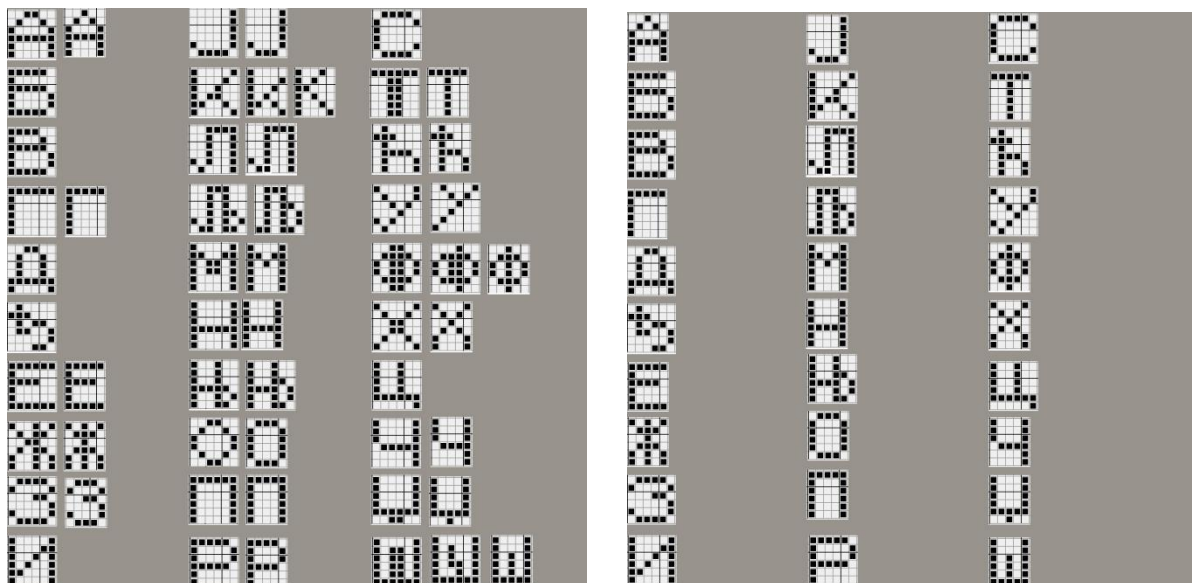 А А Ј Ј С
Б К К К Т Т
В Л Л Ћ Ћ
Г Г Љ Љ У У
Д М М Ф Ф Ф
Ђ Н Н Х Х
Е Е Њ Њ Ц
Ж Ж О О Ч Ч
З З П П Џ Џ
И Р Р Ш Ш Ш
А Ј С
Б К Т
В Л Ћ
Г Љ У
Д М Ф
Ђ Н Х
Е Њ Ц
Ж О Ч
З П Џ
И Р Ш